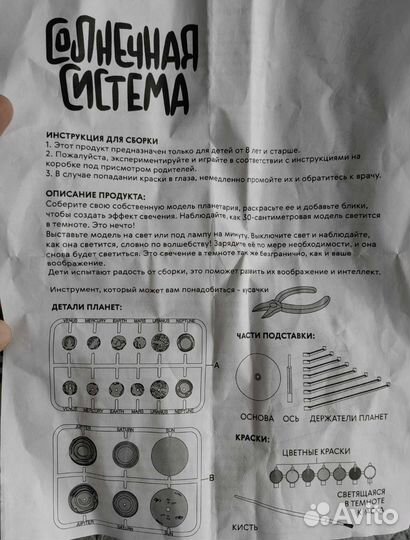 СОЛНЕЧНАЯ
СИСТЕМА
ИНСТРУКЦИЯ ДЛЯ СБОРКИ
1. Этот продукт предназначен только для детей от 8 лет и старше.
2. Пожалуйста, экспериментируйте и играйте в соответствии с инструкциями на
коробке под присмотром родителей.
3. В случае попадании краски в глаза, немедленно промойте их и обратитесь к врачу.
ОПИСАНИЕ ПРОДУКТА:
Соберите свою собственную модель планетария, раскрасьте ее и добавьте блики,
чтобы создать эффект свечения. Наблюдайте, как 30-сантиметровая модель светится
в темноте. Это нечто!
Выставьте модель на свет или под лампу на минуту. Выключите свет и наблюдайте,
как она светится, словно по волшебству! Зарядите её по мере необходимости, и она
снова будет светиться. Это свечение в темноте так же безгранично, как и ваше
воображение.
Дети испытают радость от сборки, это поможет развить их воображение и интеллект.
Инструмент, который может вам понадобиться - кусачки
ДЕТАЛИ ПЛАНЕТ:
VENUS MERCURY EARTH MARS URANUS NEPTUNE
A
VENUS MERCURY EARTH MARS URANUS NEPTUNE
JUPITER SATURN SUN
B
JUPITER SATURN SUN
ЧАСТИ ПОДСТАВКИ:
ОСНОВА ОСЬ ДЕРЖАТЕЛИ ПЛАНЕТ
КРАСКИ:
ЦВЕТНЫЕ КРАСКИ
СВЕТЯЩАЯСЯ
В ТЕМНОТЕ
КРАСКА
КИСТЬ
Avito